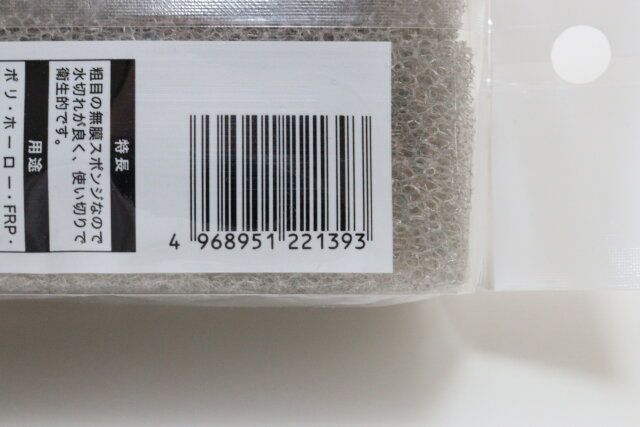 特長
粗目の無膜スポンジなので
水切れが良く、使い切りで
衛生的です。
用途
ポリ・ホーロー・FRP・
4 968951 221393